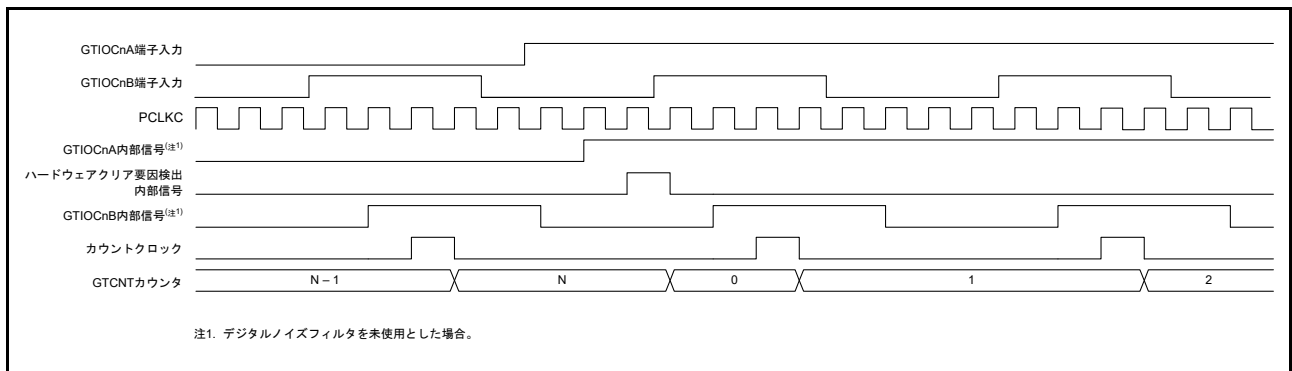 GTIOCnA端子入力
GTIOCnB端子入力
PCLKC
GTIOCnA内部信号(注1)
ハードウェアクリア要因検出
内部信号
GTIOCnB内部信号(注1)
カウントクロック
GTCNTカウンタ N – 1 N 0 1 2
注1. デジタルノイズフィルタを未使用とした場合。